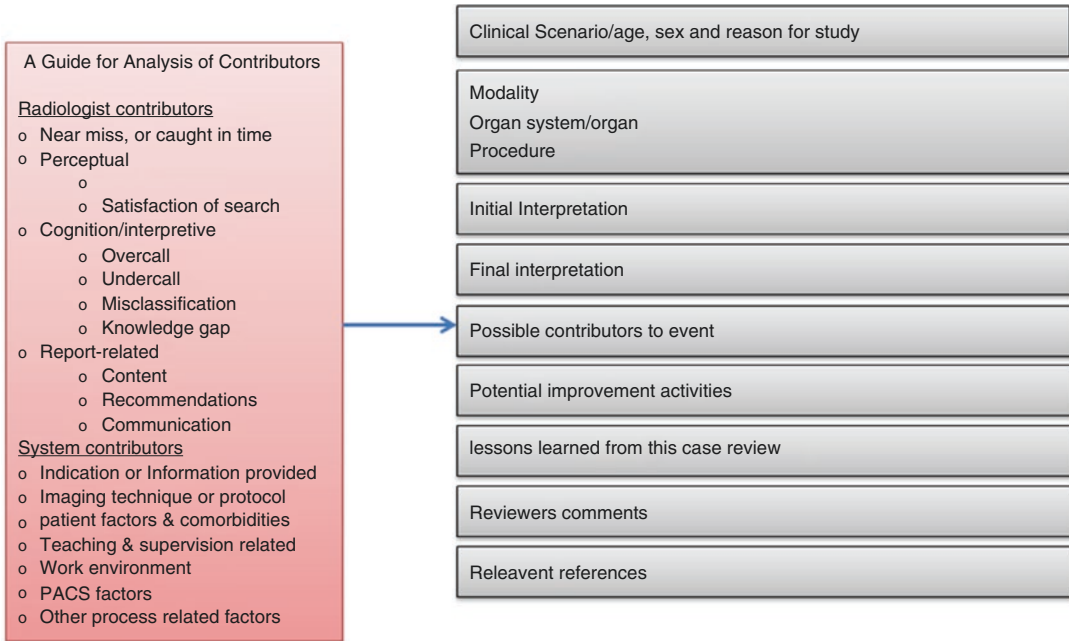 A Guide for Analysis of Contributors
Radiologist contributors
o Near miss, or caught in time
o Perceptual
o
o Satisfaction of search
o Cognition/interpretive
o Overcall
o Undercall
o Misclassification
o Knowledge gap
o Report-related
o Content
o Recommendations
o Communication
System contributors
o Indication or Information provided
o Imaging technique or protocol
o patient factors & comorbidities
o Teaching & supervision related
o Work environment
o PACS factors
o Other process related factors
Clinical Scenario/age, sex and reason for study
Modality
Organ system/organ
Procedure
Initial Interpretation
Final interpretation
Possible contributors to event
Potential improvement activities
lessons learned from this case review
Reviewers comments
Releavent references